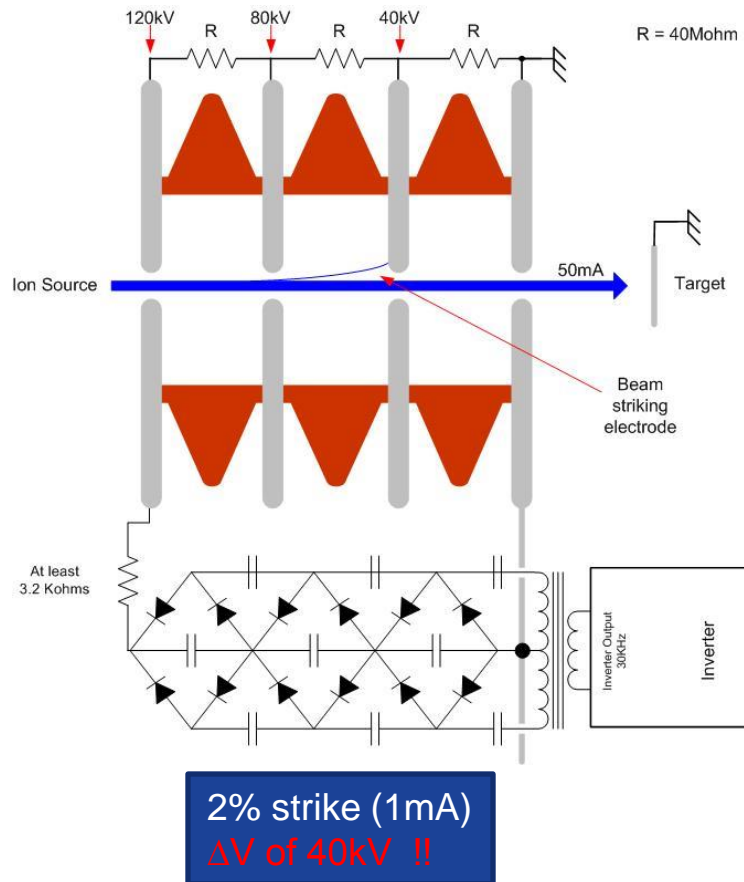 120kV
80kV
40kV
R
R
R
R = 40Mohm
Ion Source
50mA
Target
Beam
striking
electrode
At least
3.2 Kohms
Inverter Output
30KHz
Inverter
2% strike (1mA)
ΔV of 40kV !!